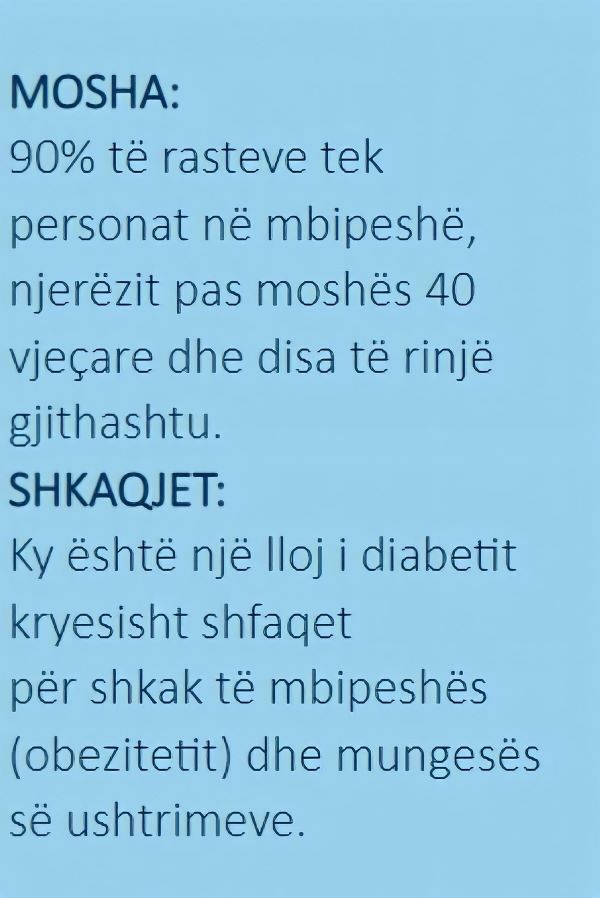 MOSHA:
90% të rasteve tek
personat në mbipeshë,
njerëzit pas moshës 40
vjeçare dhe disa të rinjë
gjithashtu.
SHKAQJET:
Ky është një lloj i diabetit
kryesisht shfaqet
për shkak të mbipeshës
(obezitetit) dhe mungesës
së ushtrimeve.